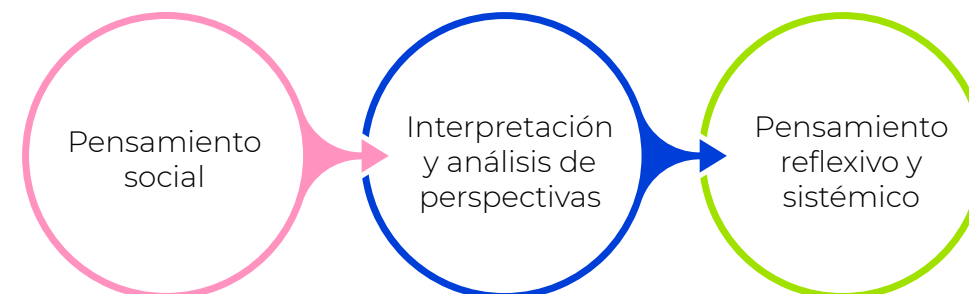 Pensamiento
social
Interpretación
y análisis de
perspectivas
Pensamiento
reflexivo y
sistémico